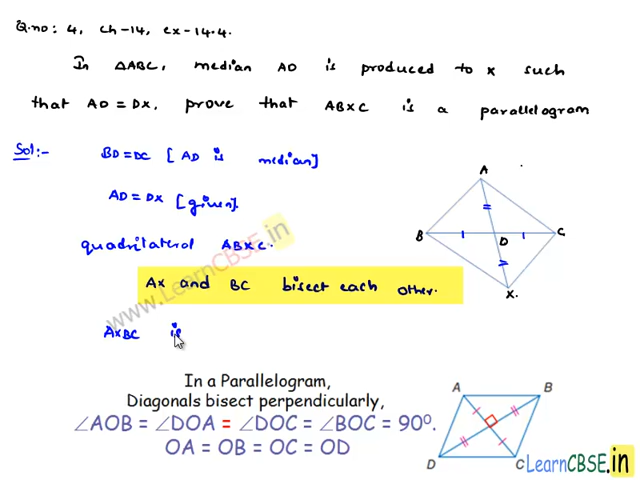 Q.no: 4, Ch-14, ex-14.4.
In ΔABC, median AD is produced to x such
that AD = DX, prove that ABXC is a parallelogram
Sol:- BD=DC [AD is median]
AD=DX [given].
quadrilateral ABXC.
AX and BC bisect each other.
AXBC is
A
B
D
C
X.
www.LearnCBSE.in
In a Parallelogram,
Diagonals bisect perpendicularly,
∠AOB = ∠DOA = ∠DOC = ∠BOC = 90⁰.
OA = OB = OC = OD
A
B
D
C
LearnCBSE.in